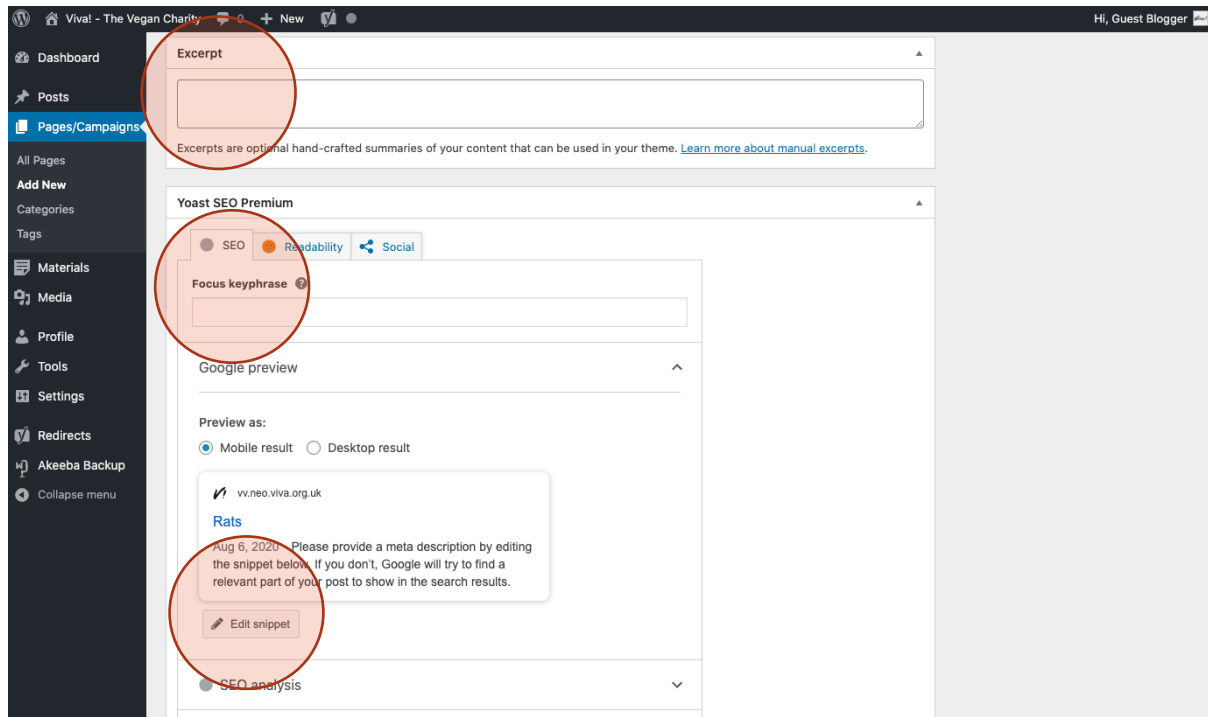 Viva! - The Vegan Charity 0 + New Hi, Guest Blogger
Dashboard
Posts
Pages/Campaigns
All Pages
Add New
Categories
Tags
Materials
Media
Profile
Tools
Settings
Redirects
Akeeba Backup
Collapse menu
Excerpt
Excerpts are optional hand-crafted summaries of your content that can be used in your theme. Learn more about manual excerpts.
Yoast SEO Premium
SEO Readability Social
Focus keyphrase ?
Google preview
Preview as:
Mobile result Desktop result
vv.neo.viva.org.uk
Rats
Aug 6, 2020 - Please provide a meta description by editing
the snippet below. If you don't, Google will try to find a
relevant part of your post to show in the search results.
Edit snippet
SEO analysis